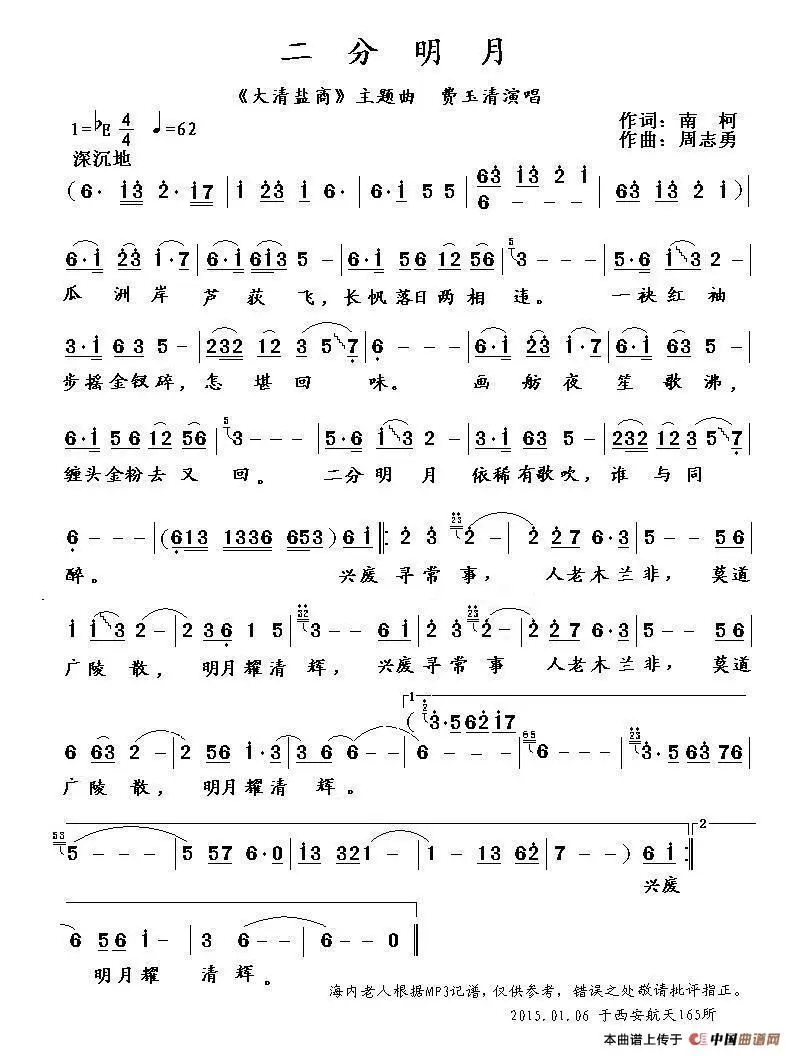 二分明月
《大清盐商》主题曲 费玉清演唱
1=♭E 4/4 ♩=62
作词：南柯
作曲：周志勇
深沉地
瓜洲岸芦荻飞，长帆落日两相违。一袂红袖
步摇金钗碎，怎堪回味。画舫夜笙歌沸，
缠头金粉去又回。二分明月依稀有歌吹，谁与同
醉。兴废寻常事，人老木兰非，莫道
广陵散，明月耀清辉，兴废寻常事人老木兰非，莫道
广陵散，明月耀清辉。
兴废
明月耀清辉。
海内老人根据MP3记谱，仅供参考，错误之处敬请批评指正。
2015.01.06 于西安航天165所
本曲谱上传于 中国曲谱网